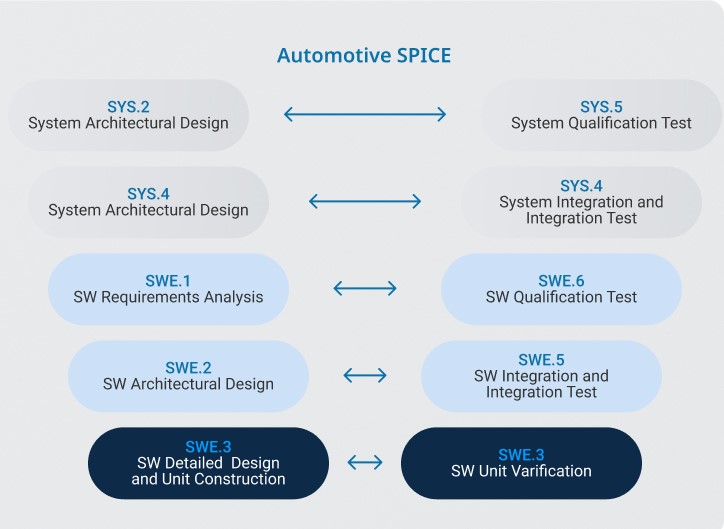 Automotive SPICE
SYS.2
System Architectural Design
SYS.5
System Qualification Test
SYS.4
System Architectural Design
SYS.4
System Integration and
Integration Test
SWE.1
SW Requirements Analysis
SWE.6
SW Qualification Test
SWE.2
SW Architectural Design
SWE.5
SW Integration and
Integration Test
SWE.3
SW Detailed Design
and Unit Construction
SWE.3
SW Unit Varification